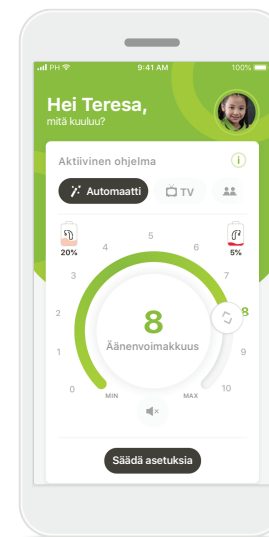 PH 9:41 AM 100%
Hei Teresa,
mitä kuuluu?
Aktiivinen ohjelma i
Automaatti TV
20% 5%
5
4 6
3 7
2 8
8
Äänenvoimakkuus
1 9
0 10
MIN MAX
Säädä asetuksia